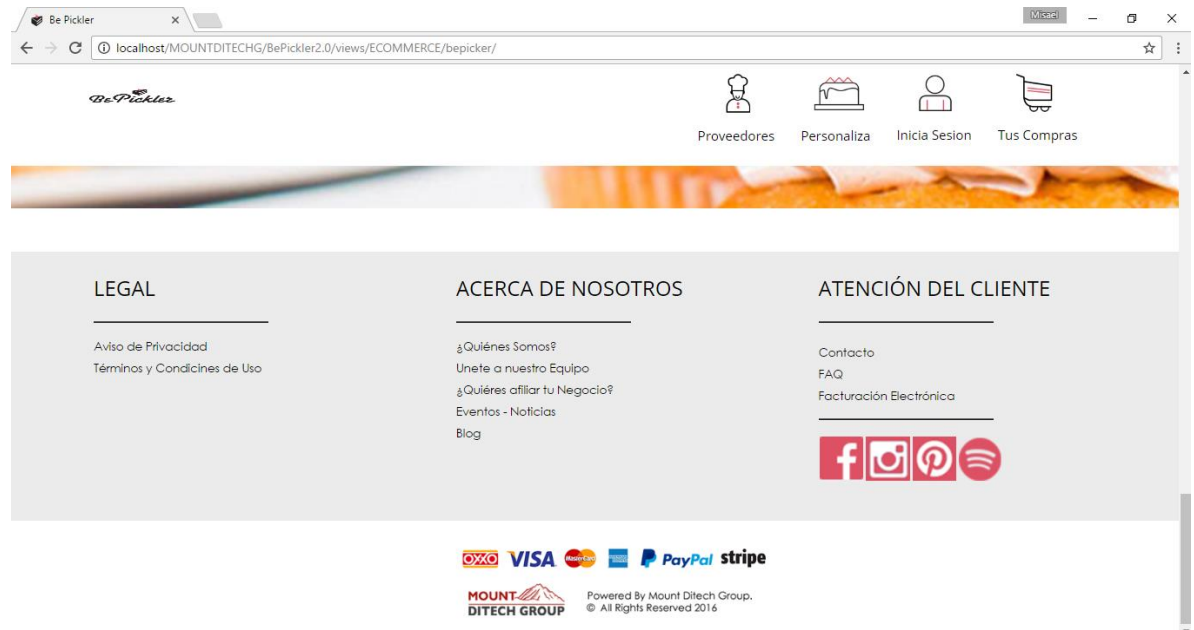 Be Pickler
Misael
localhost/MOUNTDITECHG/BePickler2.0/views/ECOMMERCE/bepicker/
BePickler
Proveedores
Personaliza
Inicia Sesion
Tus Compras
LEGAL
Aviso de Privacidad
Términos y Condicines de Uso
ACERCA DE NOSOTROS
¿Quiénes Somos?
Unete a nuestro Equipo
¿Quiéres afiliar tu Negocio?
Eventos - Noticias
Blog
ATENCIÓN DEL CLIENTE
Contacto
FAQ
Facturación Electrónica
OXXO VISA MasterCard PayPal stripe
MOUNT
DITECH GROUP
Powered By Mount Ditech Group.
© All Rights Reserved 2016